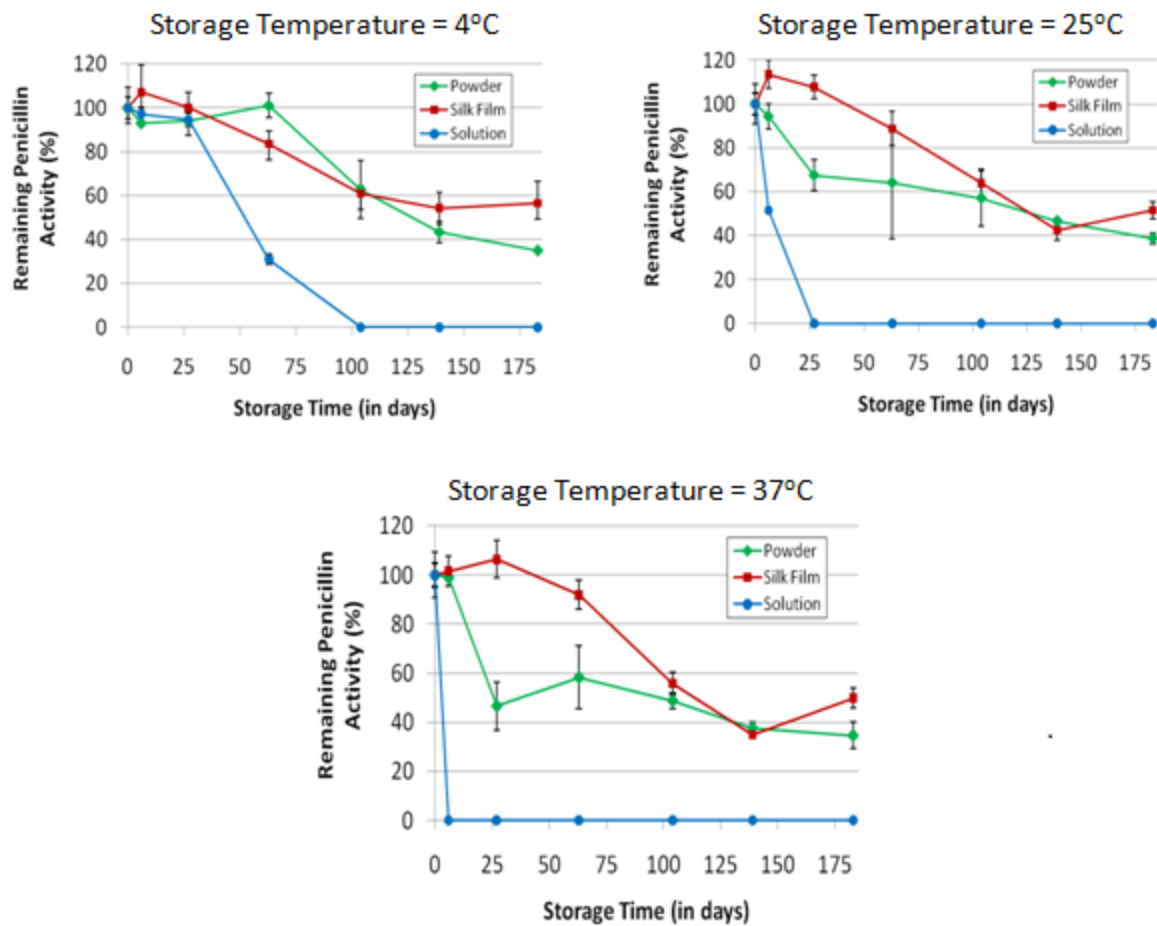 Storage Temperature = 4°C
Remaining Penicillin
Activity (%)
120
100
80
60
40
20
0
Powder
Silk Film
Solution
0 25 50 75 100 125 150 175
Storage Time (in days)
Storage Temperature = 25°C
Remaining Penicillin
Activity (%)
120
100
80
60
40
20
0
Powder
Silk Film
Solution
0 25 50 75 100 125 150 175
Storage Time (in days)
Storage Temperature = 37°C
Remaining Penicillin
Activity (%)
120
100
80
60
40
20
0
Powder
Silk Film
Solution
0 25 50 75 100 125 150 175
Storage Time (in days)